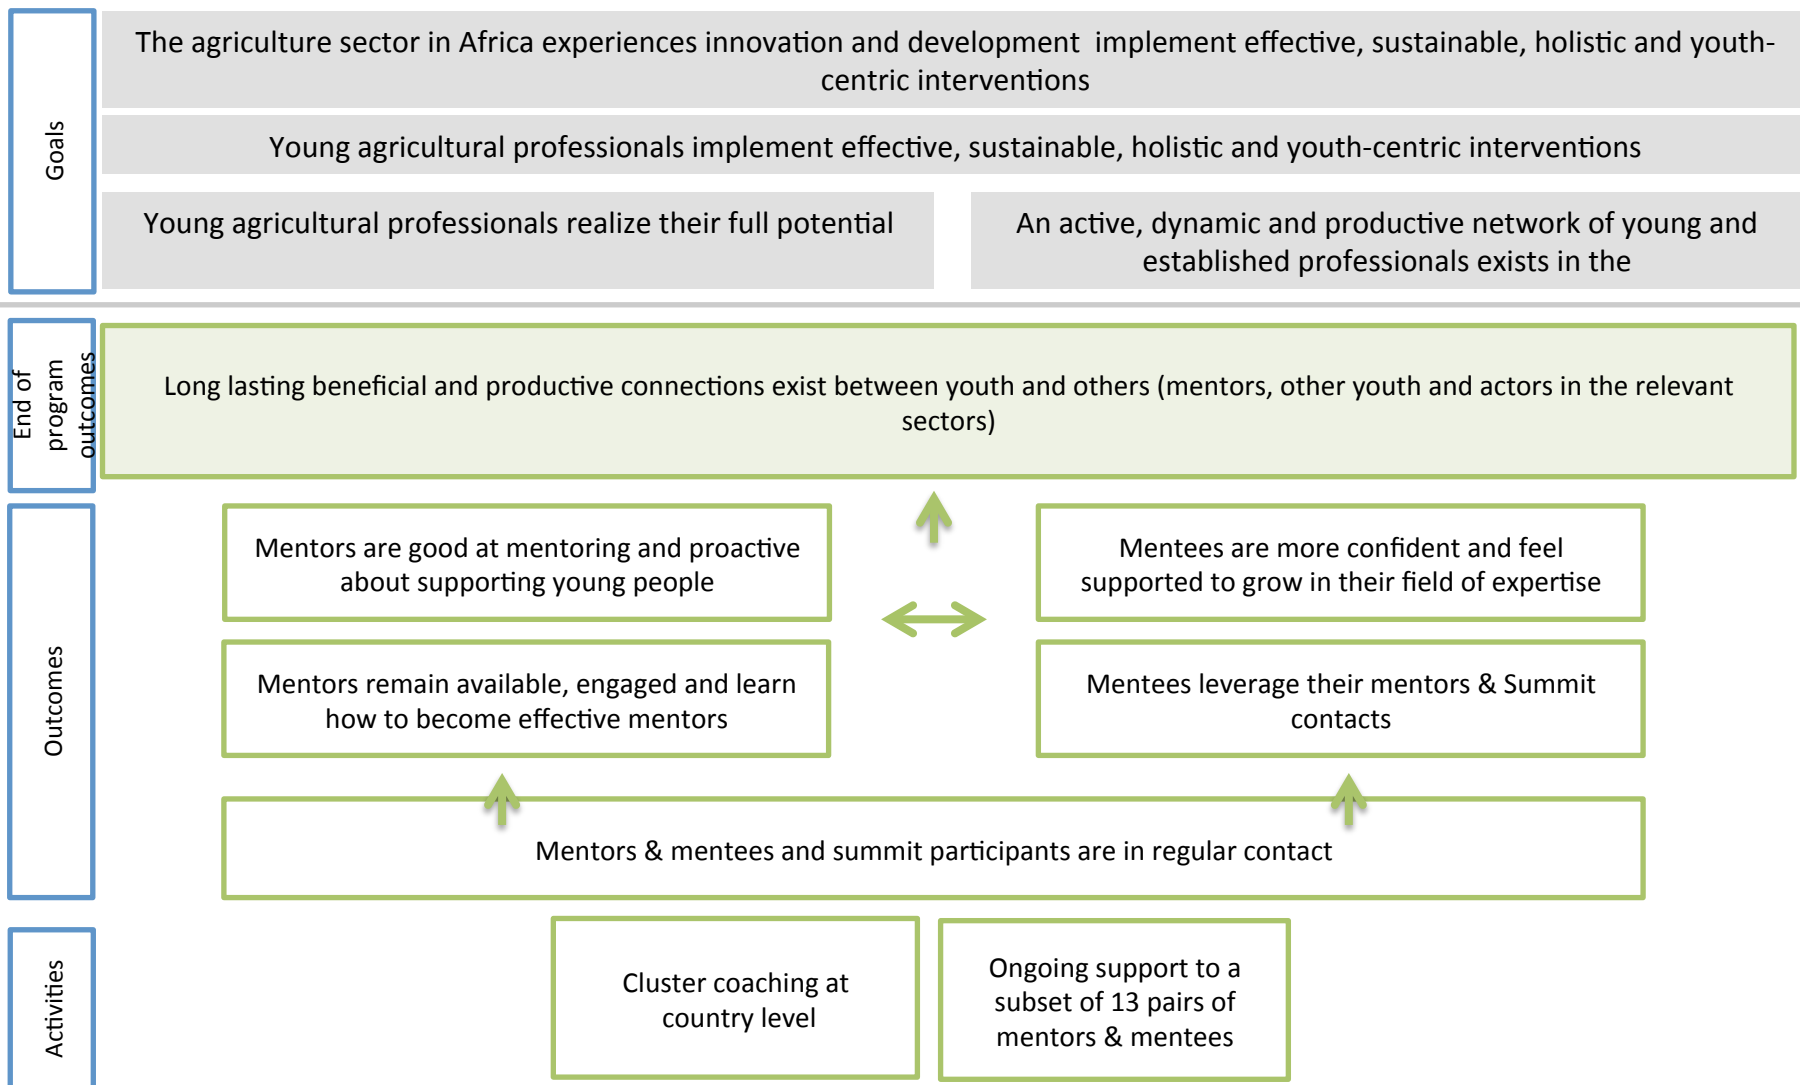 Goals
The agriculture sector in Africa experiences innovation and development  implement effective, sustainable, holistic and youth-
centric interventions
Young agricultural professionals implement effective, sustainable, holistic and youth-centric interventions
Young agricultural professionals realize their full potential
An active, dynamic and productive network of young and
established professionals exists in the
End of
program
outcomes
Long lasting beneficial and productive connections exist between youth and others (mentors, other youth and actors in the relevant
sectors)
Outcomes
Mentors are good at mentoring and proactive
about supporting young people
Mentees are more confident and feel
supported to grow in their field of expertise
Mentors remain available, engaged and learn
how to become effective mentors
Mentees leverage their mentors & Summit
contacts
Mentors & mentees and summit participants are in regular contact
Activities
Cluster coaching at
country level
Ongoing support to a
subset of 13 pairs of
mentors & mentees